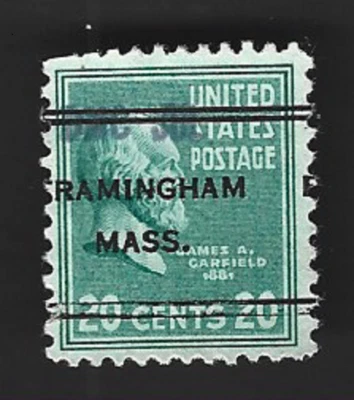 UNITED
STATES
POSTAGE
RAMINGHAM
MASS.
JAMES A.
GARFIELD
1881
20 CENTS 20